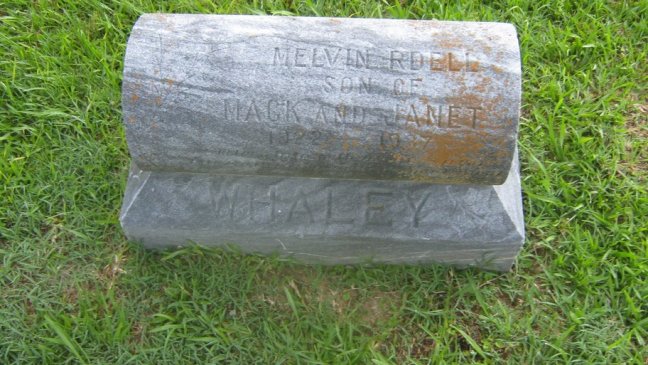 MELVIN RDELL
SON OF
MACK AND JANET
WHALEY